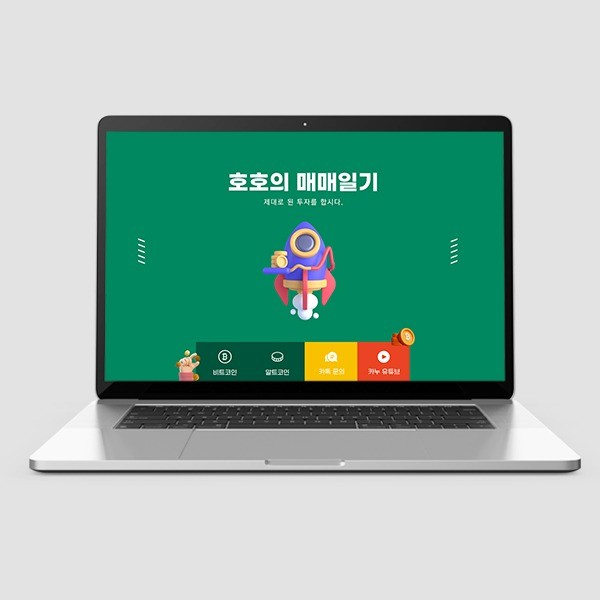 호호의 매매일기
제대로 된 투자를 합시다.
비트코인
알트코인
카톡 문의
카누 유튜브